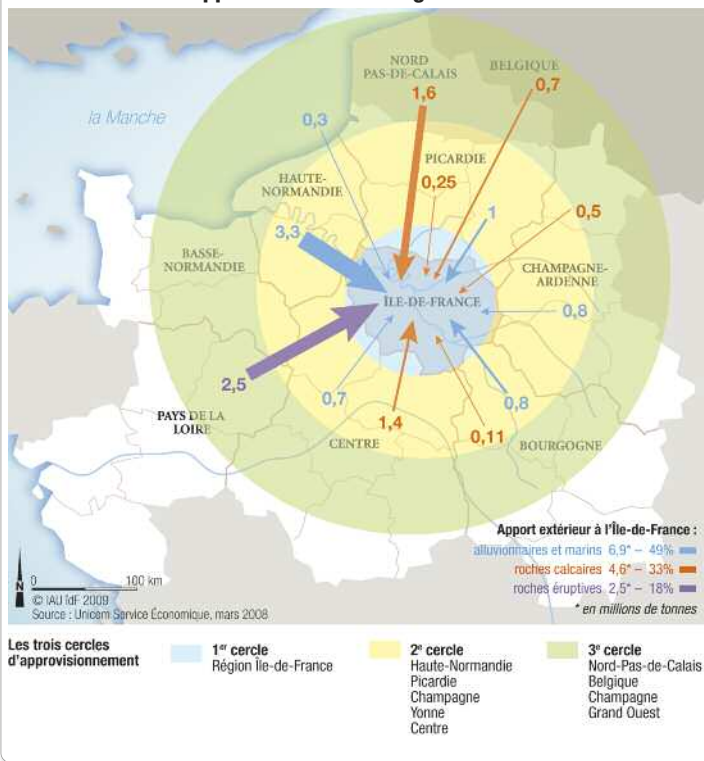 NORD
PAS-DE-CALAIS
BELGIQUE
1,6
0,7
la Manche
0,3
PICARDIE
HAUTE-
NORMANDIE
0,25
1
0,5
3,3
BASSE-
NORMANDIE
CHAMPAGNE-
ARDENNE
ÎLE-DE-FRANCE
0,8
2,5
0,7
0,8
PAYS DE LA
LOIRE
1,4
0,11
CENTRE
BOURGOGNE
Apport extérieur à l'Île-de-France :
alluvionnaires et marins 6,9* – 49%
roches calcaires 4,6* – 33%
roches éruptives 2,5* – 18%
* en millions de tonnes
N
0 100 km
© IAU îdF 2009
Source : Unicem Service Économique, mars 2008
Les trois cercles
d'approvisionnement
1er cercle
Région Île-de-France
2e cercle
Haute-Normandie
Picardie
Champagne
Yonne
Centre
3e cercle
Nord-Pas-de-Calais
Belgique
Champagne
Grand Ouest